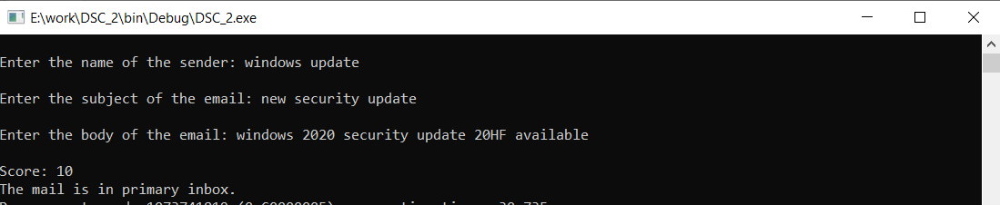 E:\work\DSC_2\bin\Debug\DSC_2.exe
Enter the name of the sender: windows update
Enter the subject of the email: new security update
Enter the body of the email: windows 2020 security update 20HF available
Score: 10
The mail is in primary inbox.